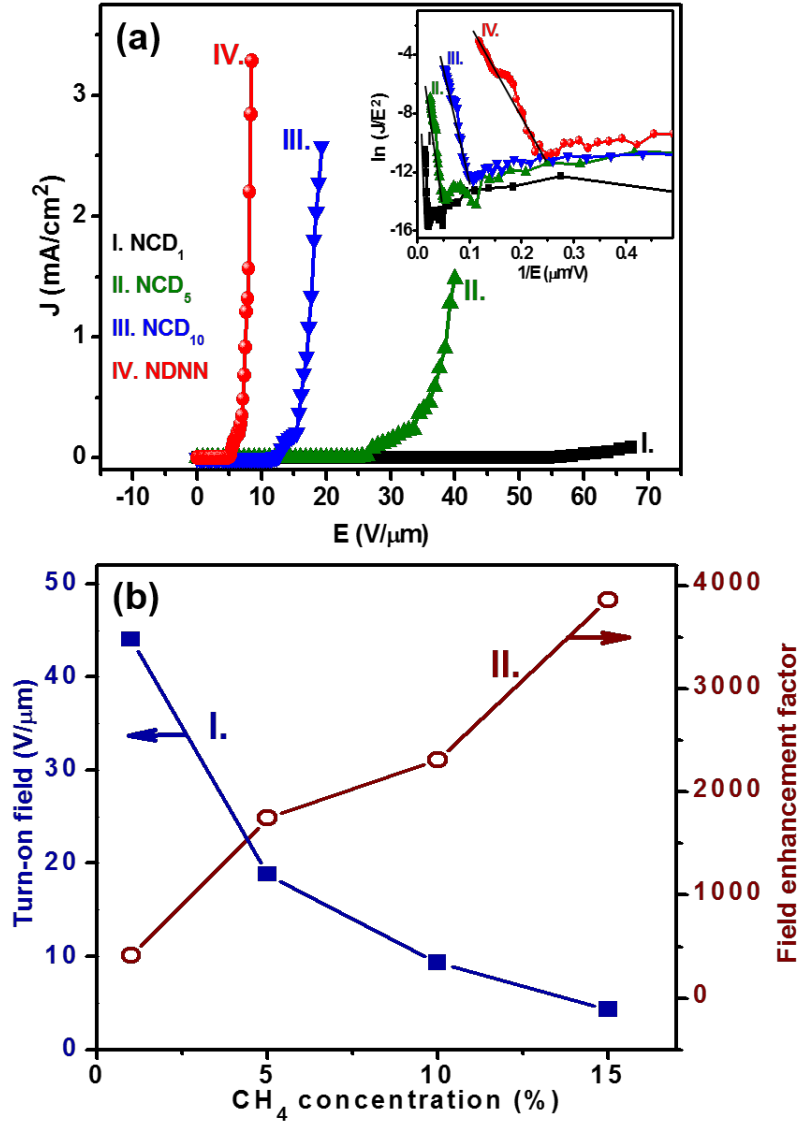 (a)
J (mA/cm²)
3
2
1
0
-10 0 10 20 30 40 50 60 70
E (V/μm)
I. NCD₁
II. NCD₅
III. NCD₁₀
IV. NDNN
IV.
III.
II.
I.
ln (J/E²)
-4
-8
-12
-16
0.0 0.1 0.2 0.3 0.4
1/E (μm/V)
II.
III.
IV.
(b)
Turn-on field (V/μm)
50
40
30
20
10
0
I.
II.
4000
3000
2000
1000
0
Field enhancement factor
0 5 10 15
CH₄ concentration (%)